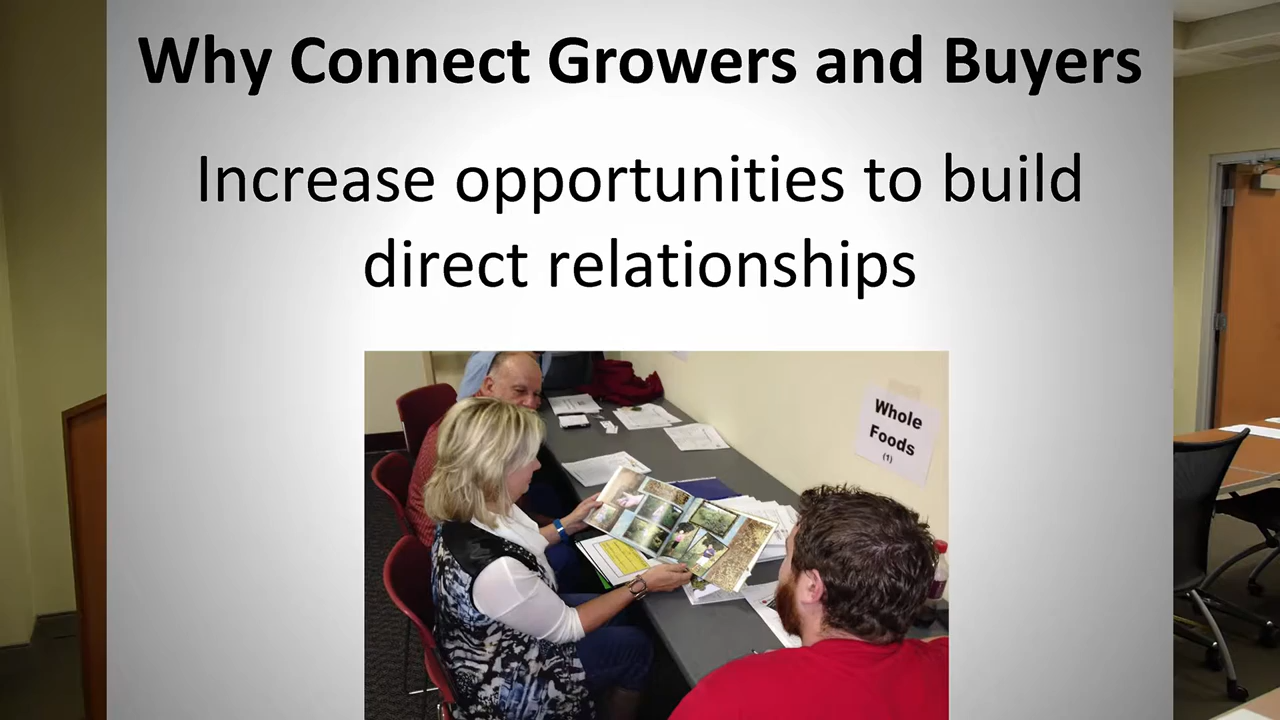 Why Connect Growers and Buyers
Increase opportunities to build
direct relationships
Whole
Foods
(1)